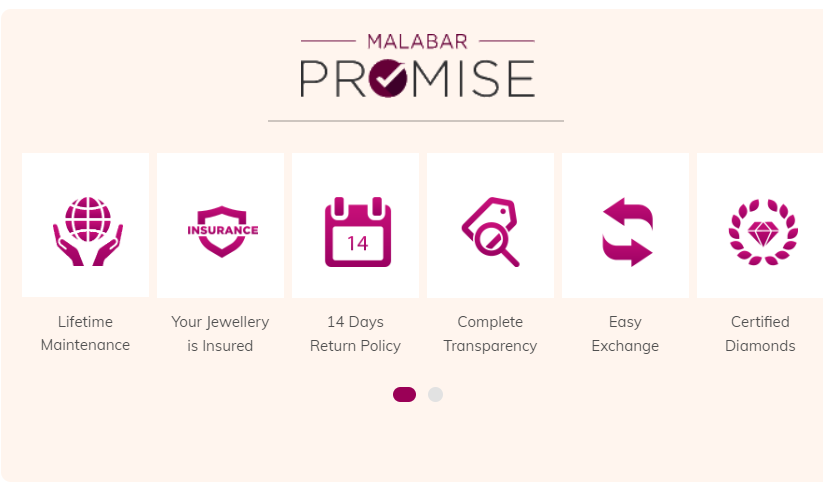 MALABAR
PROMISE
INSURANCE
14
Lifetime
Maintenance
Your Jewellery
is Insured
14 Days
Return Policy
Complete
Transparency
Easy
Exchange
Certified
Diamonds